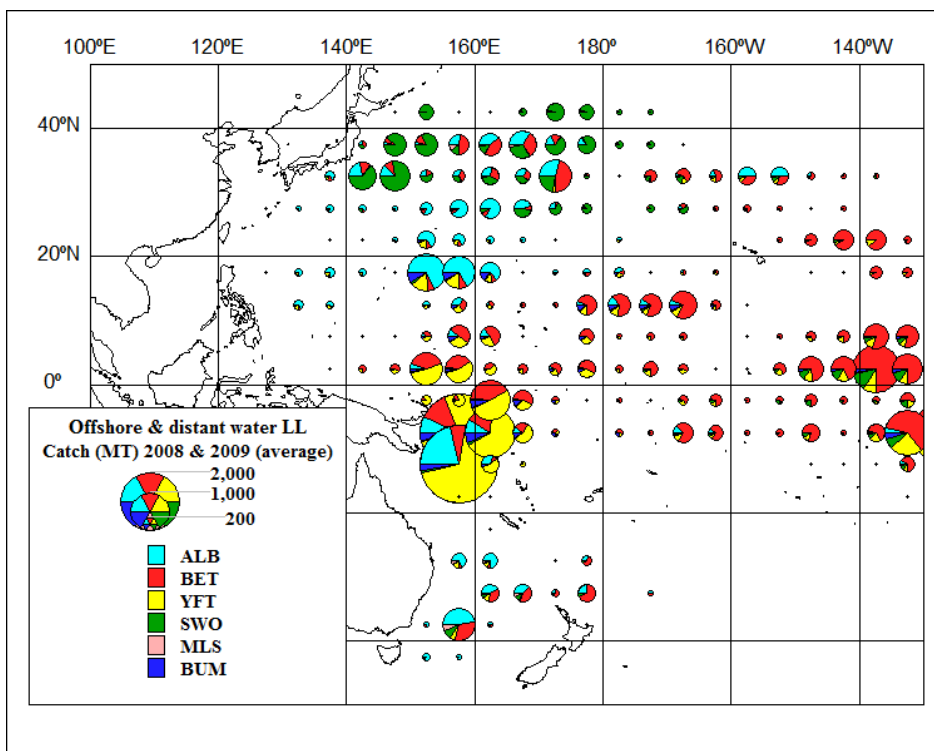 100ºE 120ºE 140ºE 160ºE 180º 160ºW 140ºW
40ºN
20ºN
0º
Offshore & distant water LL
Catch (MT) 2008 & 2009 (average)
2,000
1,000
200
ALB
BET
YFT
SWO
MLS
BUM